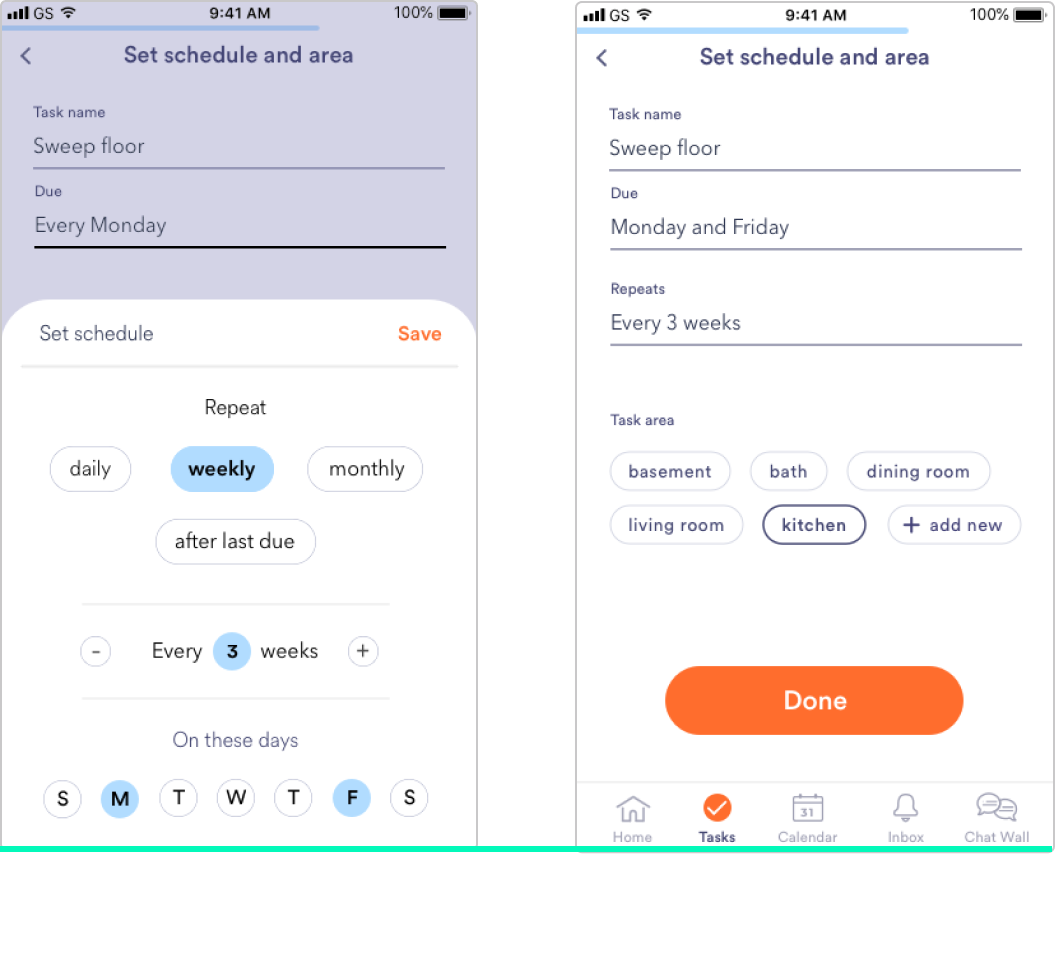 GS 9:41 AM 100%
Set schedule and area
Task name
Sweep floor
Due
Every Monday
Set schedule Save
Repeat
daily weekly monthly
after last due
- Every 3 weeks +
On these days
S M T W T F S
GS 9:41 AM 100%
Set schedule and area
Task name
Sweep floor
Due
Monday and Friday
Repeats
Every 3 weeks
Task area
basement bath dining room
living room kitchen + add new
Done
31
Home Tasks Calendar Inbox Chat Wall